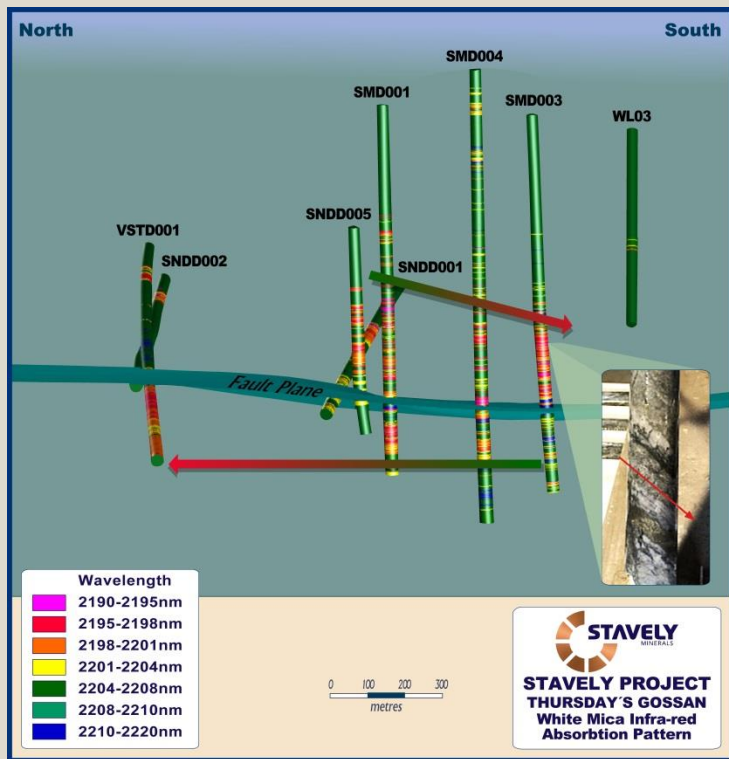 North
South
SMD004
SMD001
SMD003
WL03
SNDD005
VSTD001
SNDD002
SNDD001
Fault Plane
Wavelength
2190-2195nm
2195-2198nm
2198-2201nm
2201-2204nm
2204-2208nm
2208-2210nm
2210-2220nm
0 100 200 300
metres
STAVELY
MINERALS
STAVELY PROJECT
THURSDAY´S GOSSAN
White Mica Infra-red
Absorbtion Pattern